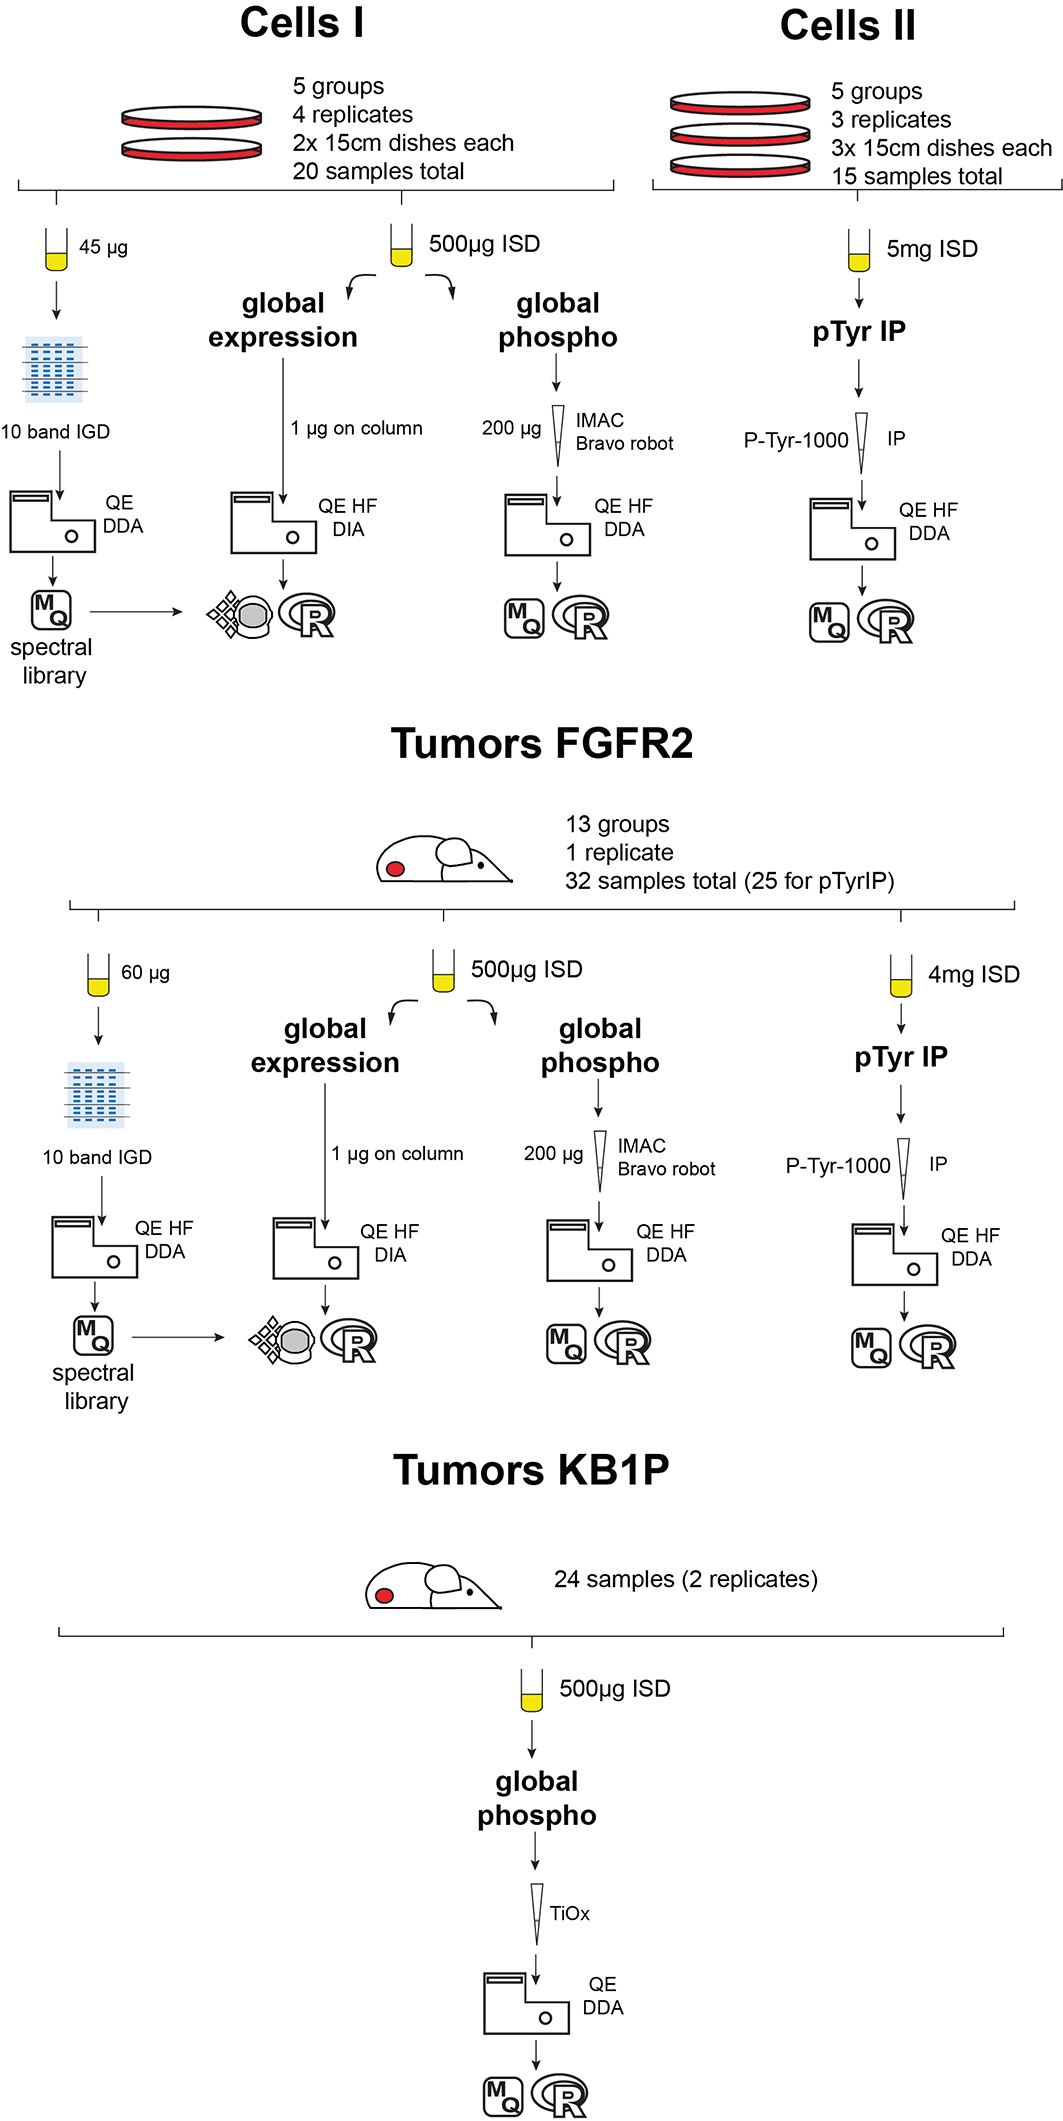 Cells I
5 groups
4 replicates
2x 15cm dishes each
20 samples total
Cells II
5 groups
3 replicates
3x 15cm dishes each
15 samples total
45 µg
500µg ISD
5mg ISD
global
expression
global
phospho
pTyr IP
10 band IGD
1 µg on column
200 µg
IMAC
Bravo robot
P-Tyr-1000
IP
QE
DDA
QE HF
DIA
QE HF
DDA
QE HF
DDA
MQ
spectral
library
R
MQ
R
MQ
R
Tumors FGFR2
13 groups
1 replicate
32 samples total (25 for pTyrIP)
60 µg
500µg ISD
4mg ISD
global
expression
global
phospho
pTyr IP
10 band IGD
1 µg on column
200 µg
IMAC
Bravo robot
P-Tyr-1000
IP
QE HF
DDA
QE HF
DIA
QE HF
DDA
QE HF
DDA
MQ
spectral
library
R
MQ
R
MQ
R
Tumors KB1P
24 samples (2 replicates)
500µg ISD
global
phospho
TiOx
QE
DDA
MQ
R